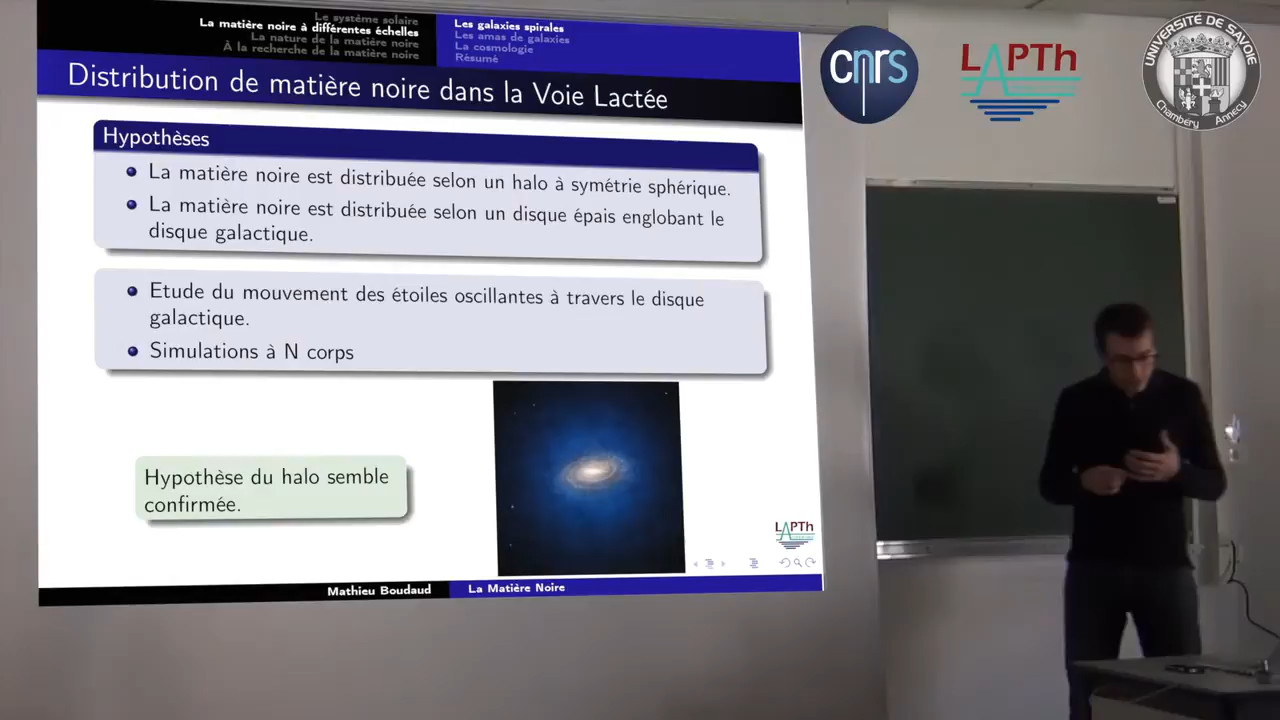 Le système solaire
La matière noire à différentes échelles
La nature de la matière noire
À la recherche de la matière noire
Les galaxies spirales
Les amas de galaxies
La cosmologie
Résumé
Distribution de matière noire dans la Voie Lactée
Hypothèses
La matière noire est distribuée selon un halo à symétrie sphérique.
La matière noire est distribuée selon un disque épais englobant le
disque galactique.
Etude du mouvement des étoiles oscillantes à travers le disque
galactique.
Simulations à N corps
Hypothèse du halo semble
confirmée.
LAPTh
Mathieu Boudaud
La Matière Noire
cnrs
LAPTh
UNIVERSITÉ DE SAVOIE
Chambéry Annecy